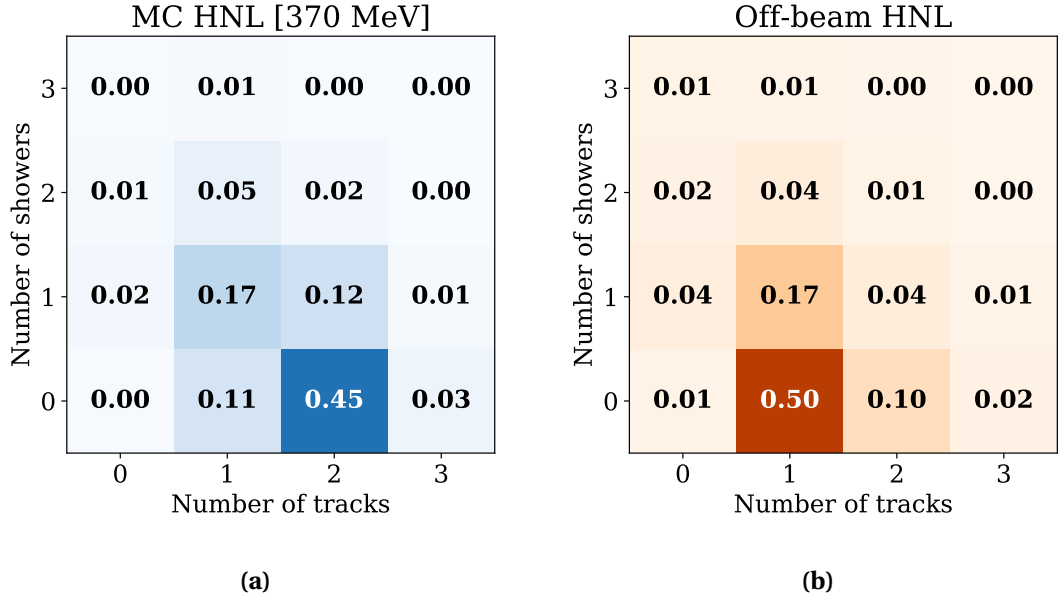 MC HNL [370 MeV]
Number of showers
3
0.00 0.01 0.00 0.00
2
0.01 0.05 0.02 0.00
1
0.02 0.17 0.12 0.01
0
0.00 0.11 0.45 0.03
0 1 2 3
Number of tracks
(a)
Off-beam HNL
Number of showers
3
0.01 0.01 0.00 0.00
2
0.02 0.04 0.01 0.00
1
0.04 0.17 0.04 0.01
0
0.01 0.50 0.10 0.02
0 1 2 3
Number of tracks
(b)